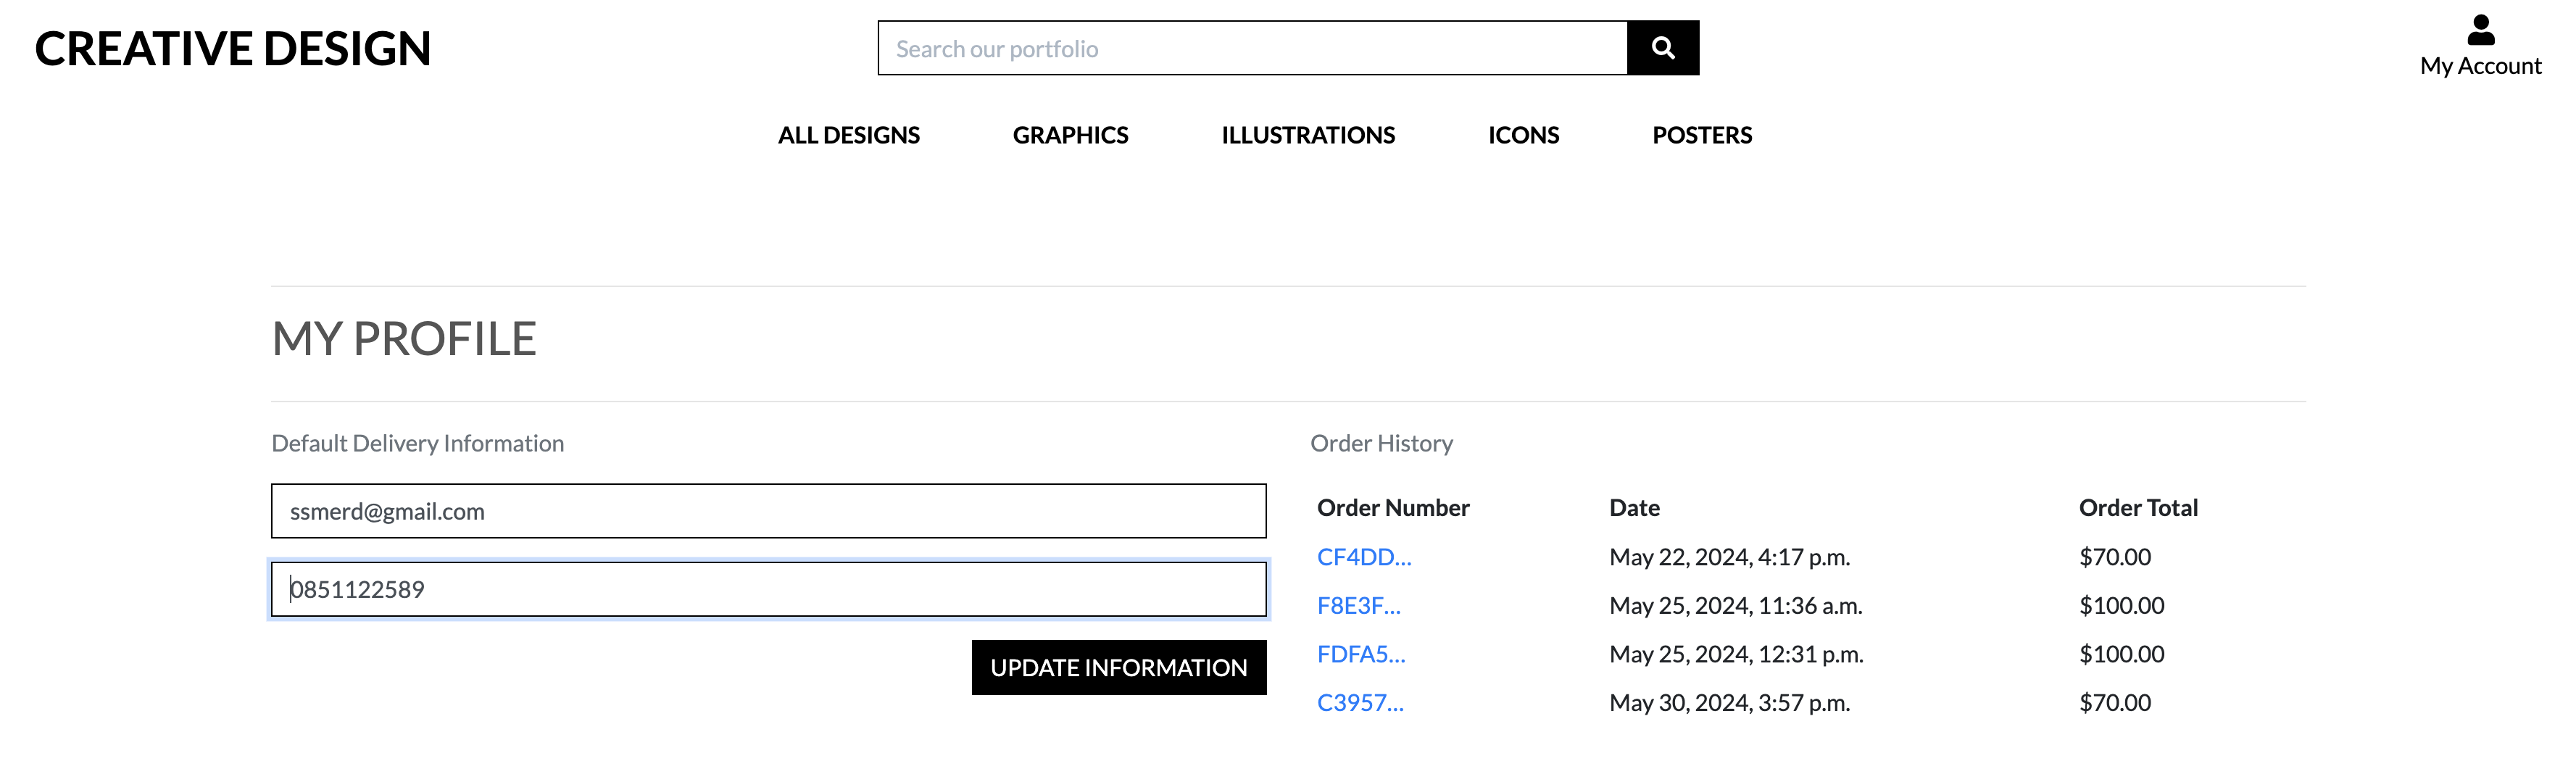 CREATIVE DESIGN
Search our portfolio
My Account
ALL DESIGNS GRAPHICS ILLUSTRATIONS ICONS POSTERS
MY PROFILE
Default Delivery Information
ssmerd@gmail.com
0851122589
UPDATE INFORMATION
Order History
Order Number Date Order Total
CF4DD... May 22, 2024, 4:17 p.m. $70.00
F8E3F... May 25, 2024, 11:36 a.m. $100.00
FDFA5... May 25, 2024, 12:31 p.m. $100.00
C3957... May 30, 2024, 3:57 p.m. $70.00